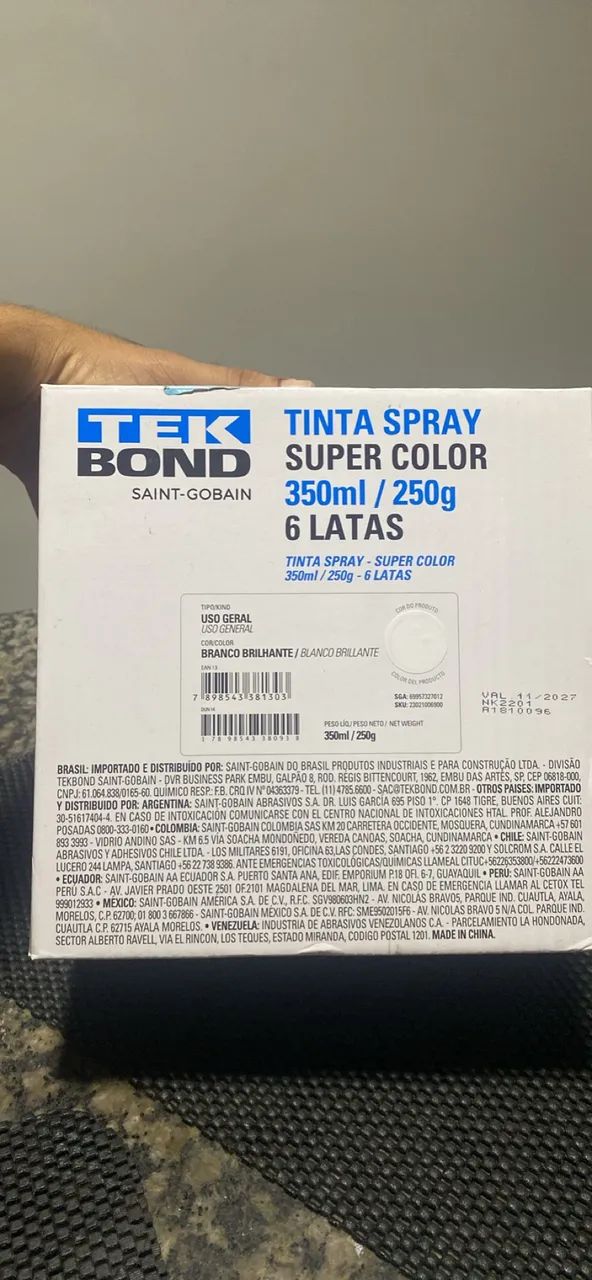 TEK
BOND
SAINT-GOBAIN
TINTA SPRAY
SUPER COLOR
350ml / 250g
6 LATAS
TINTA SPRAY - SUPER COLOR
350ml / 250g - 6 LATAS
TIPO/KIND
USO GERAL
USO GENERAL
COR/COLOR
BRANCO BRILHANTE / BLANCO BRILLANTE
EAN 13
7 898543 381303
DUN14
1 78 98543 38093 8
COR DO PRODUTO
COLOR DEL PRODUCTO
SGA: 69957327012
SKU: 23021006900
PESO LÍQ./ PESO NETO / NET WEIGHT
350ml / 250g
VAL 11/2027
NK2201
A1810096
BRASIL: IMPORTADO E DISTRIBUÍDO POR: SAINT-GOBAIN DO BRASIL PRODUTOS INDUSTRIAIS E PARA CONSTRUÇÃO LTDA. - DIVISÃO
TEKBOND SAINT-GOBAIN - DVR BUSINESS PARK EMBU, GALPÃO 8, ROD. RÉGIS BITTENCOURT, 1962, EMBU DAS ARTES, SP, CEP 06818-000,
CNPJ: 61.064.838/0165-60. QUÍMICO RESP: F.B. CRQ IV Nº 04363379 - TEL. (11) 4785.6600 - SAC@TEKBOND.COM.BR - OTROS PAISES: IMPORTADO
Y DISTRIBUIDO POR: ARGENTINA: SAINT-GOBAIN ABRASIVOS S.A. DR. LUIS GARCÍA 695 PISO 1°. CP 1648 TIGRE, BUENOS AIRES CUIT:
30-51617404-4. EN CASO DE INTOXICACIÓN COMUNICARSE CON EL CENTRO NACIONAL DE INTOXICACIONES HTAL. PROF. ALEJANDRO
POSADAS 0800-333-0160 • COLOMBIA: SAINT-GOBAIN COLOMBIA SAS KM 20 CARRETERA OCCIDENTE, MOSQUERA, CUNDINAMARCA +57 601
893 3993 - VIDRIO ANDINO SAS - KM 6.5 VIA SOACHA MONDOÑEDO, VEREDA CANOAS, SOACHA, CUNDINAMARCA • CHILE: SAINT-GOBAIN
ABRASIVOS Y ADHESIVOS CHILE LTDA - LOS MILITARES 6191, OFICINA 63, LAS CONDES, SANTIAGO +56 2 3220 9200 Y SOLCROM S.A. CALLE EL
LUCERO 244 LAMPA, SANTIAGO +56 22 738 9386. ANTE EMERGENCIAS TOXICOLÓGICAS/QUÍMICAS LLAME AL CITUC +56226353800/+56222473600
• ECUADOR: SAINT-GOBAIN AA ECUADOR S.A. PUERTO SANTA ANA, EDIF. EMPORIUM P.18 OFI. 6-7, GUAYAQUIL • PERU: SAINT-GOBAIN AA
PERÚ S.A.C - AV. JAVIER PRADO OESTE 2501 OF.2101 MAGDALENA DEL MAR, LIMA. EN CASO DE EMERGENCIA LLAMAR AL CETOX TEL
999012933 • MÉXICO: SAINT-GOBAIN AMÉRICA S.A. DE C.V., R.F.C. SGV980603HN2 - AV. NICOLÁS BRAVO5, PARQUE IND. CUAUTLA, AYALA,
MORELOS, C.P. 62700; 01 800 3 667866 - SAINT-GOBAIN MÉXICO S.A. DE C.V. RFC: SME9502015F6 - AV. NICOLAS BRAVO 5 N/A COL. PARQUE IND.
CUAUTLA C.P. 62715 AYALA MORELOS. • VENEZUELA: INDUSTRIA DE ABRASIVOS VENEZOLANOS C.A. - PARCELAMIENTO LA HONDONADA,
SECTOR ALBERTO RAVELL, VIA EL RINCON, LOS TEQUES, ESTADO MIRANDA, CODIGO POSTAL 1201. MADE IN CHINA.